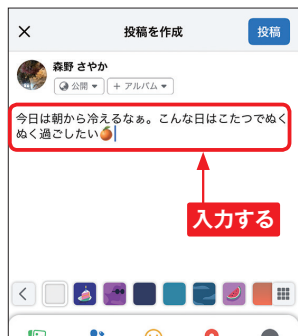 × 投稿を作成 投稿
森野 さやか
公開 ▼ + アルバム ▼
今日は朝から冷えるなぁ。こんな日はこたつでぬく
ぬく過ごしたい🍊
入力する